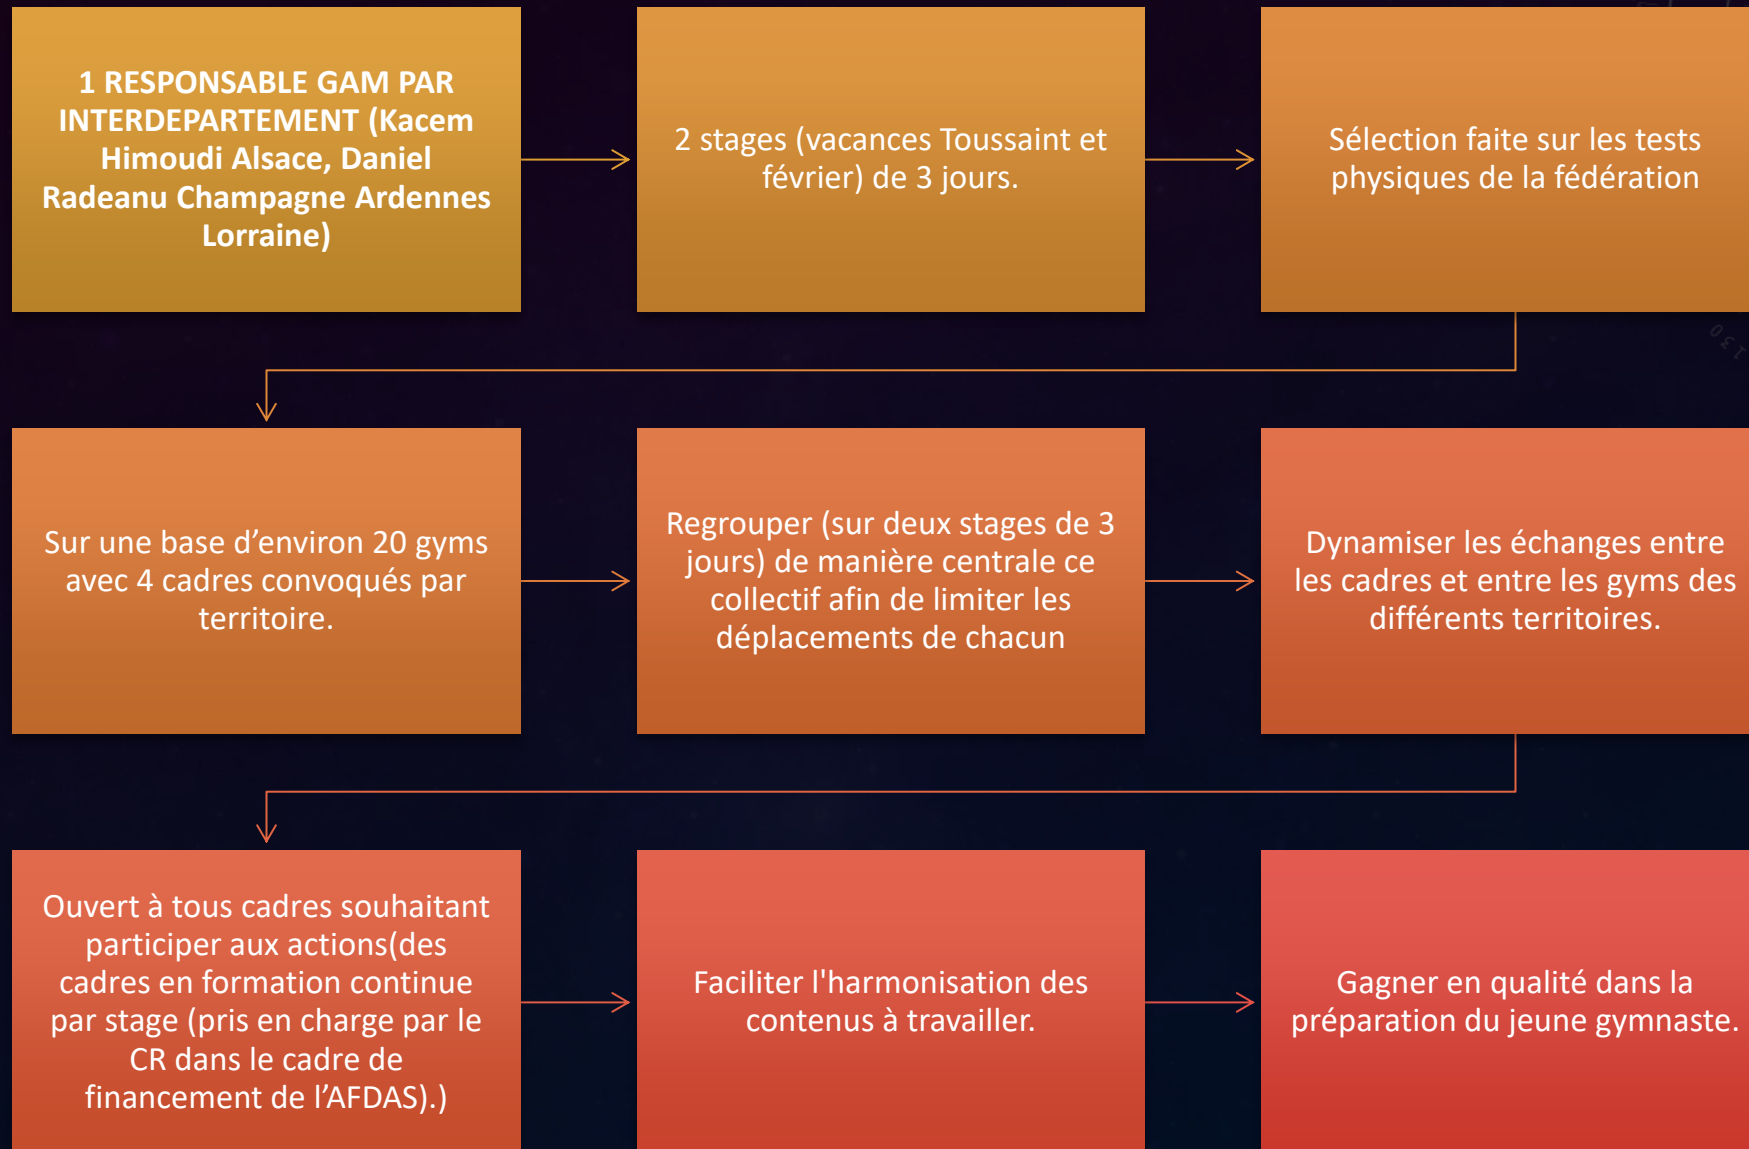 1 RESPONSABLE GAM PAR
INTERDEPARTEMENT (Kacem
Himoudi Alsace, Daniel
Radeanu Champagne Ardennes
Lorraine)
2 stages (vacances Toussaint et
février) de 3 jours.
Sélection faite sur les tests
physiques de la fédération
130
Sur une base d’environ 20 gyms
avec 4 cadres convoqués par
territoire.
Regrouper (sur deux stages de 3
jours) de manière centrale ce
collectif afin de limiter les
déplacements de chacun
Dynamiser les échanges entre
les cadres et entre les gyms des
différents territoires.
Ouvert à tous cadres souhaitant
participer aux actions(des
cadres en formation continue
par stage (pris en charge par le
CR dans le cadre de
financement de l’AFDAS).)
Faciliter l'harmonisation des
contenus à travailler.
Gagner en qualité dans la
préparation du jeune gymnaste.